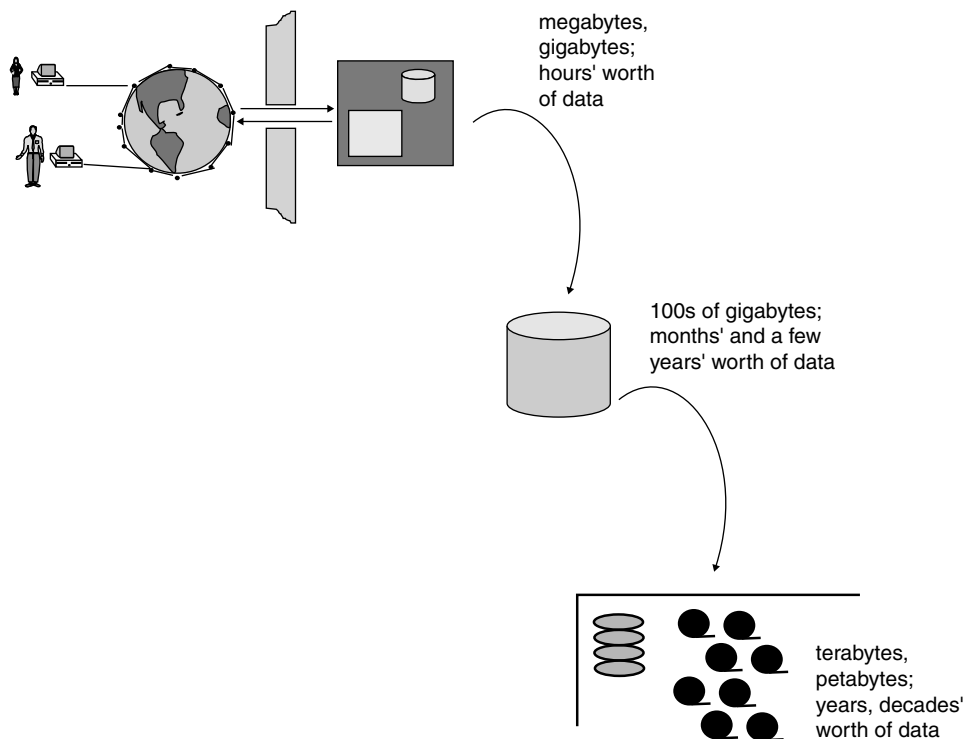 megabytes,
gigabytes;
hours' worth
of data
100s of gigabytes;
months' and a few
years' worth of data
terabytes,
petabytes;
years, decades'
worth of data